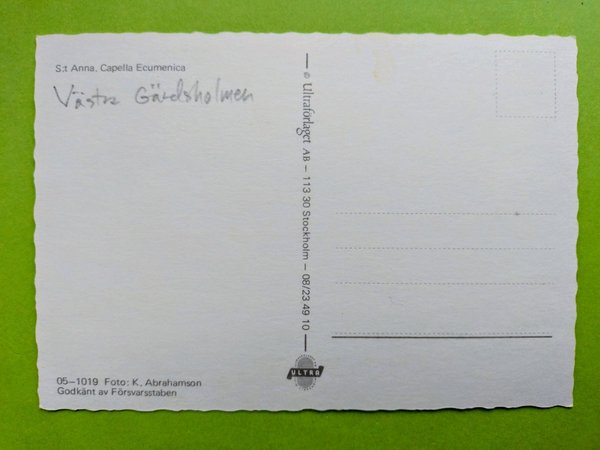 S:t Anna, Capella Ecumenica
Västra Gärdsholmen
© Ultraförlaget AB – 113 30 Stockholm – 08/23 49 10
ULTRA
05–1019 Foto: K. Abrahamson
Godkänt av Försvarsstaben